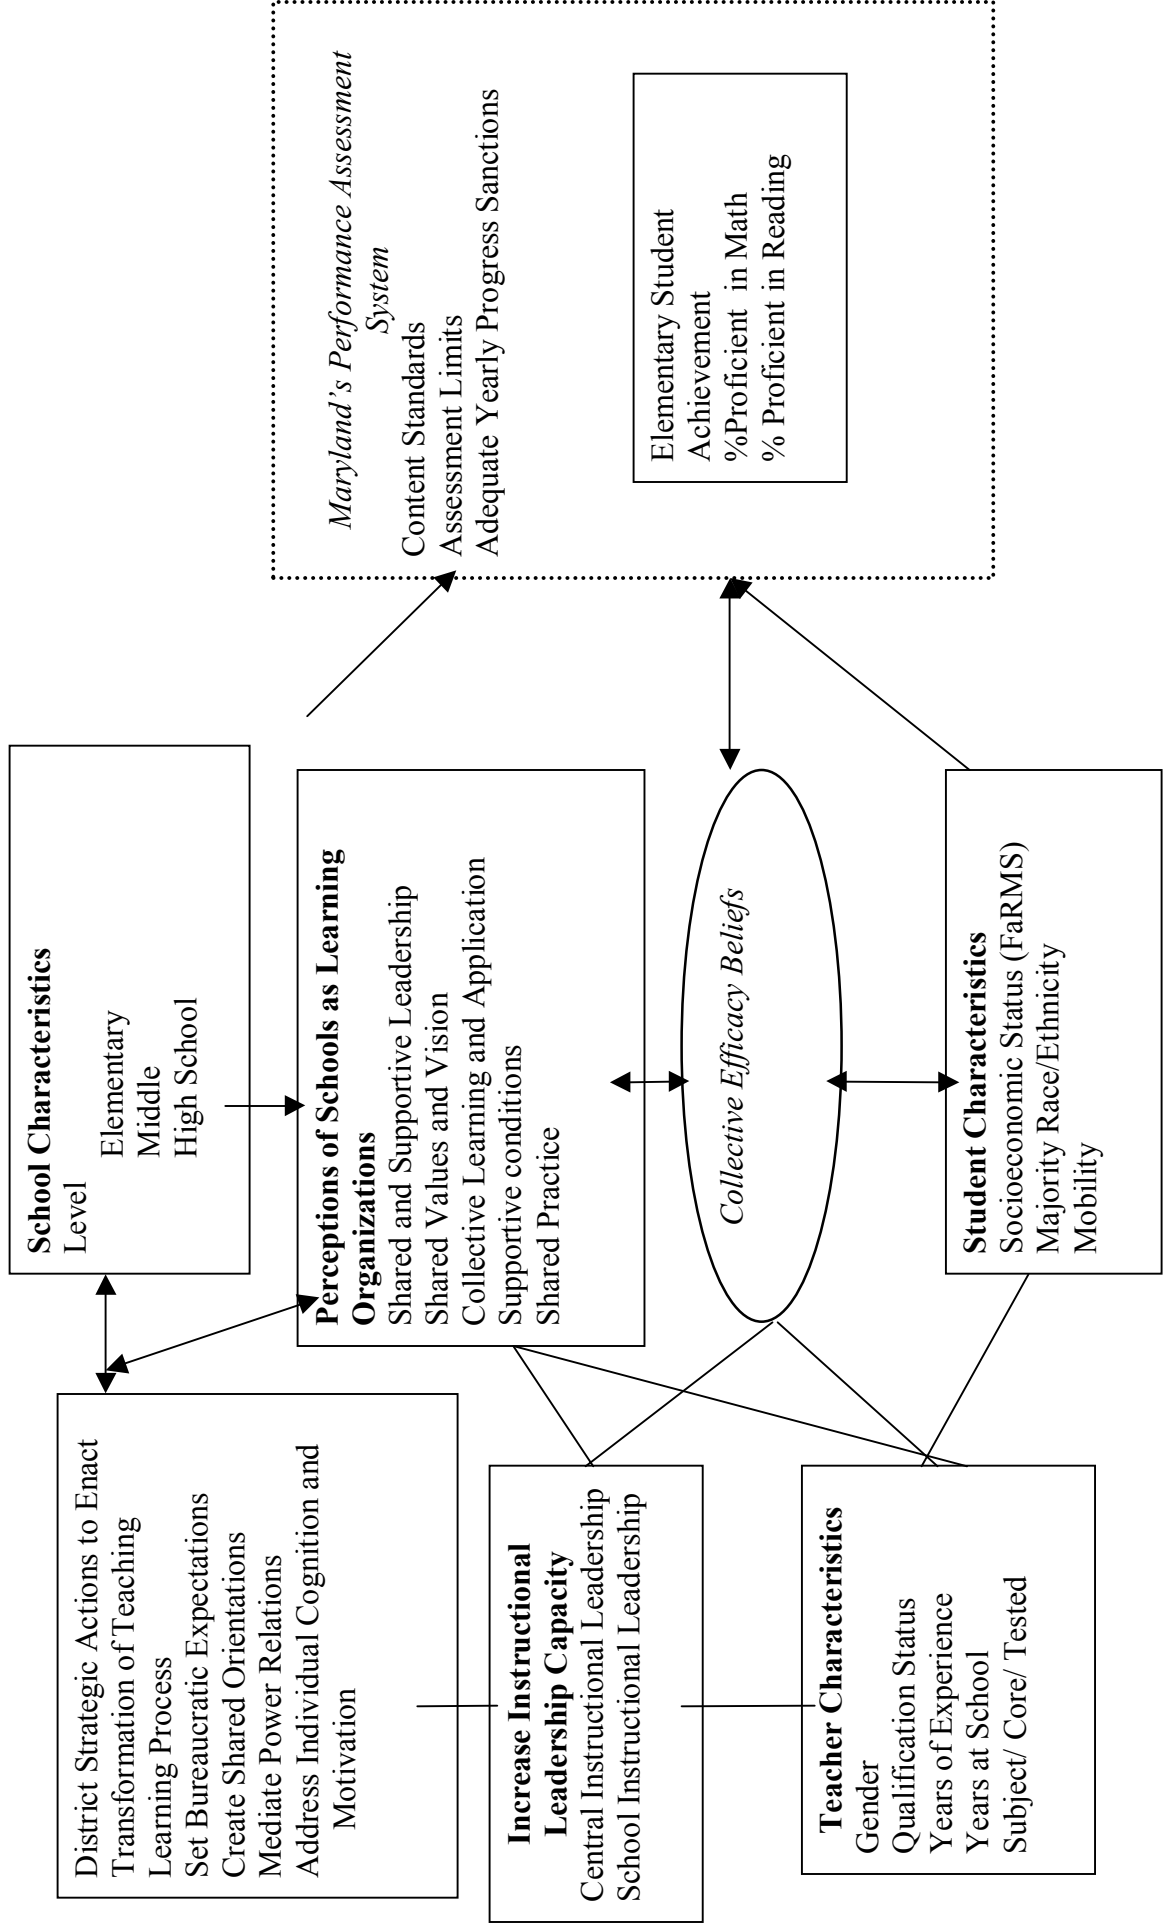 District Strategic Actions to Enact
Transformation of Teaching
Learning Process
Set Bureaucratic Expectations
Create Shared Orientations
Mediate Power Relations
Address Individual Cognition and
Motivation
Increase Instructional
Leadership Capacity
Central Instructional Leadership
School Instructional Leadership
Teacher Characteristics
Gender
Qualification Status
Years of Experience
Years at School
Subject/ Core/ Tested
School Characteristics
Level
Elementary
Middle
High School
Perceptions of Schools as Learning
Organizations
Shared and Supportive Leadership
Shared Values and Vision
Collective Learning and Application
Supportive conditions
Shared Practice
Collective Efficacy Beliefs
Student Characteristics
Socioeconomic Status (FaRMS)
Majority Race/Ethnicity
Mobility
Maryland's Performance Assessment
System
Content Standards
Assessment Limits
Adequate Yearly Progress Sanctions
Elementary Student
Achievement
%Proficient in Math
% Proficient in Reading